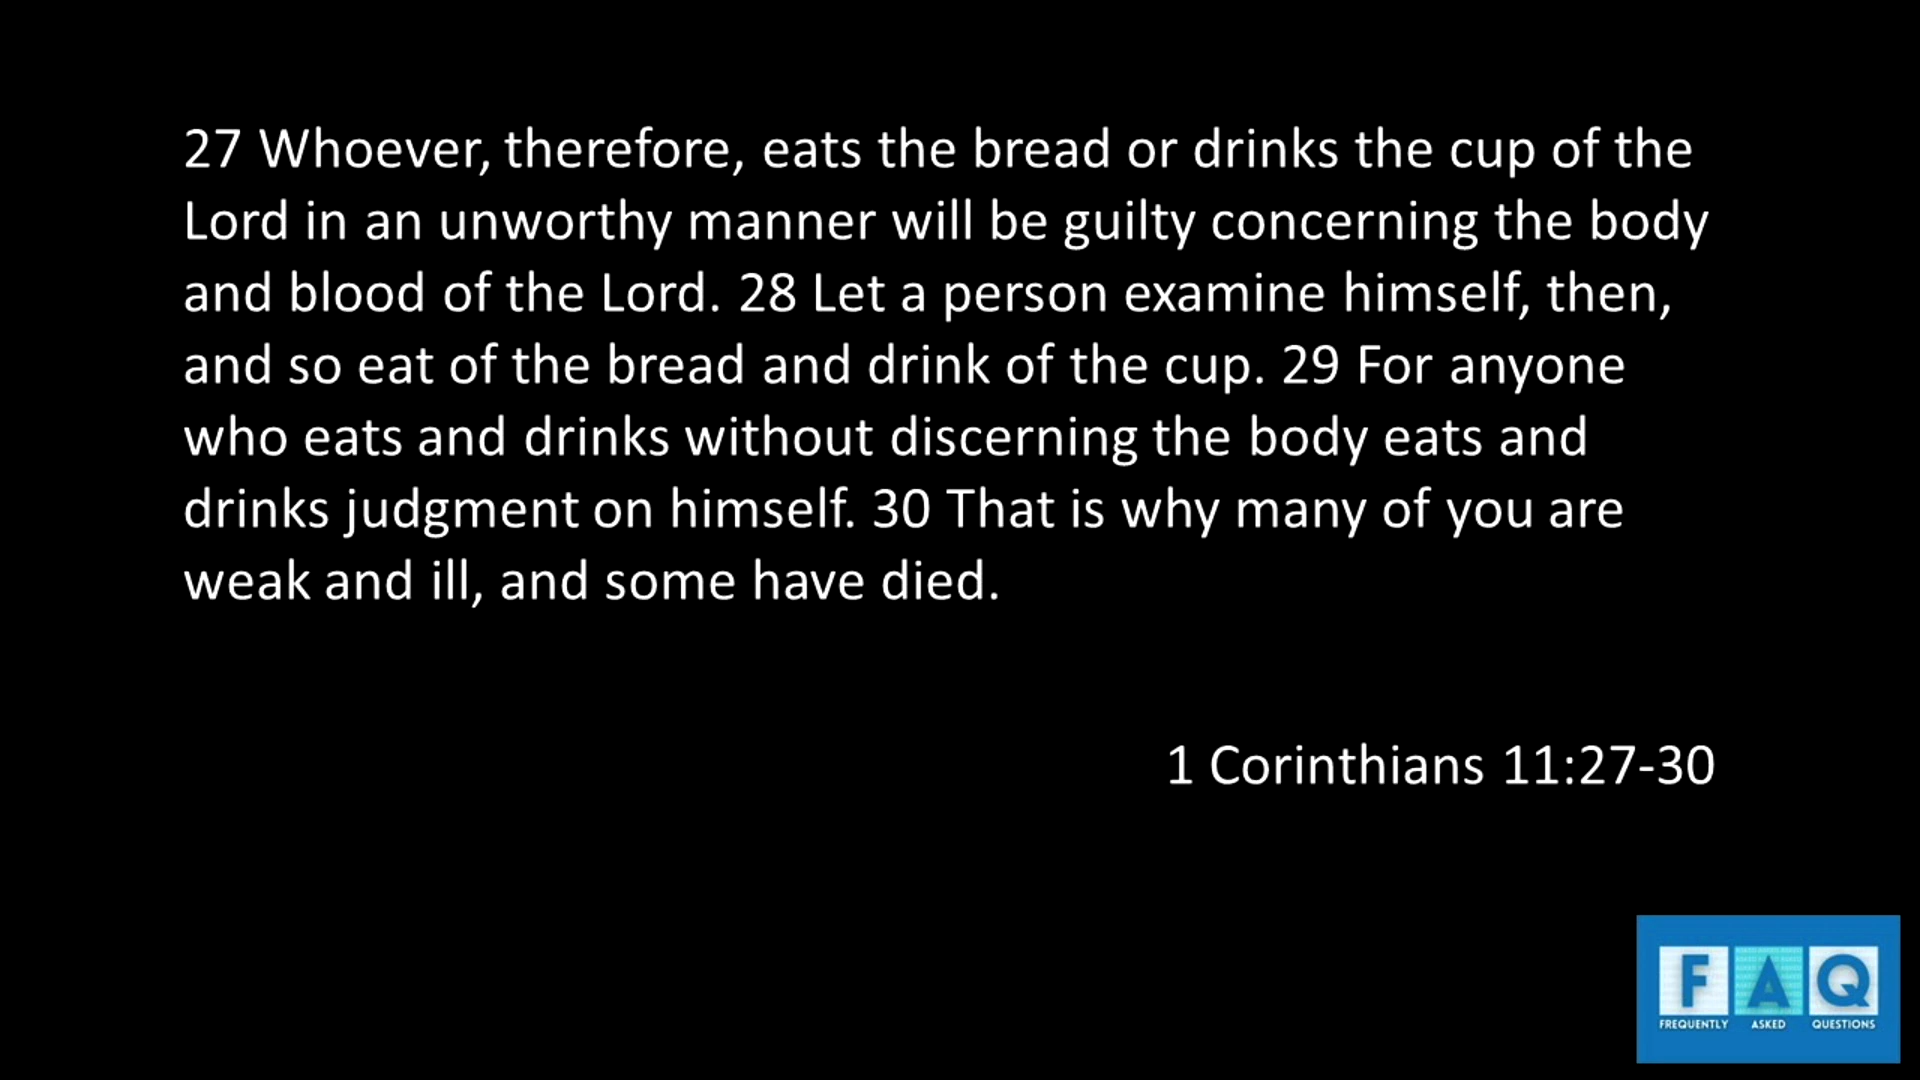 27 Whoever, therefore, eats the bread or drinks the cup of the
Lord in an unworthy manner will be guilty concerning the body
and blood of the Lord. 28 Let a person examine himself, then,
and so eat of the bread and drink of the cup. 29 For anyone
who eats and drinks without discerning the body eats and
drinks judgment on himself. 30 That is why many of you are
weak and ill, and some have died.
1 Corinthians 11:27-30
F A Q
FREQUENTLY ASKED QUESTIONS